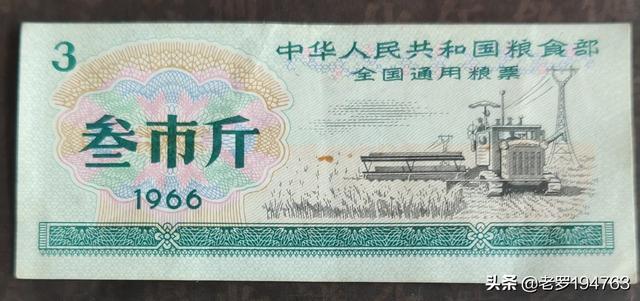 3
中华人民共和国粮食部
全国通用粮票
叁市斤
1966
头条 @老罗194763